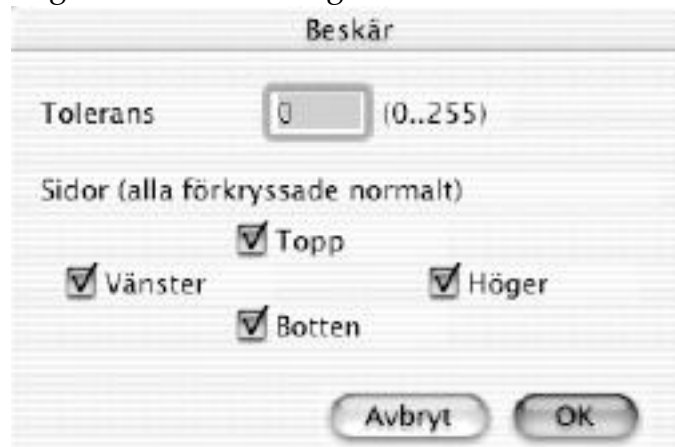 Beskär
Tolerans 0 (0..255)
Sidor (alla förkryssade normalt)
Topp
Vänster Höger
Botten
Avbryt OK